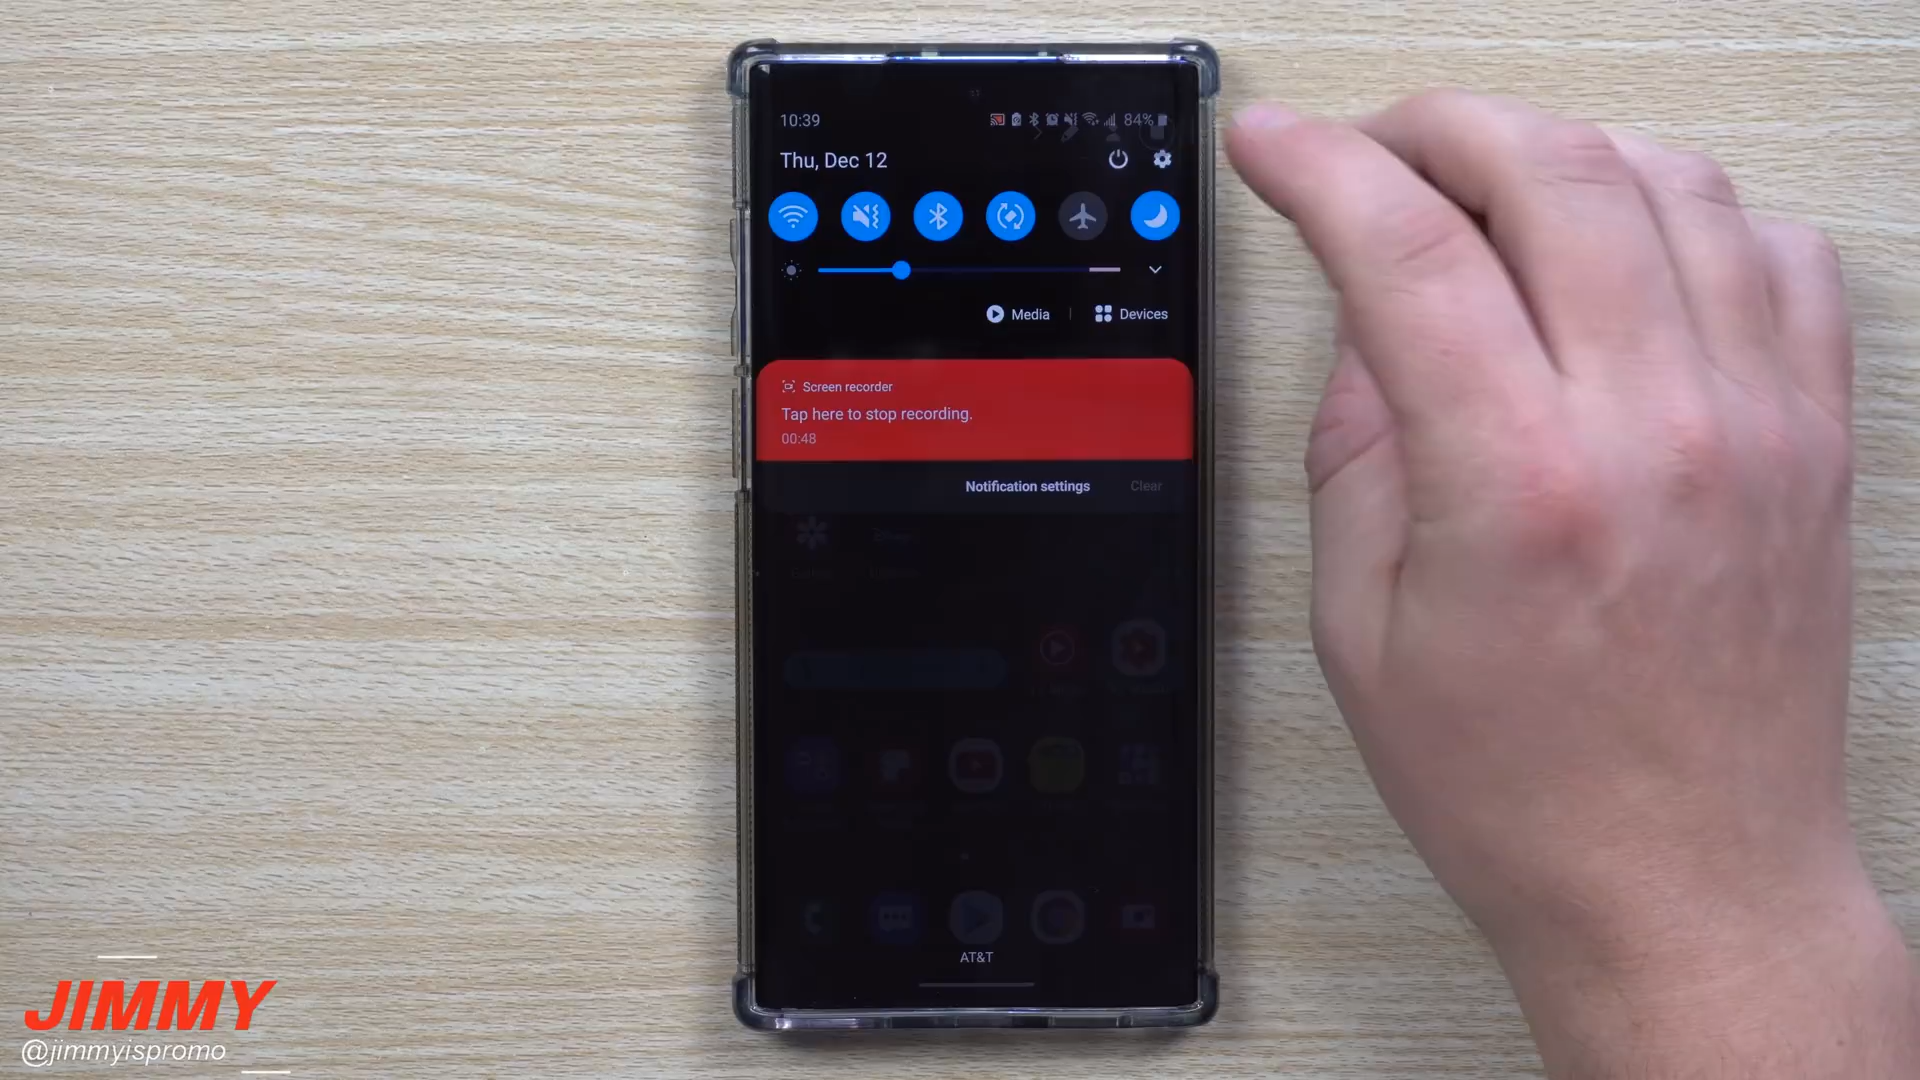 10:39
84%
Thu, Dec 12
Media | Devices
Screen recorder
Tap here to stop recording.
00:48
Notification settings Clear
AT&T
JIMMY
@jimmyispromo